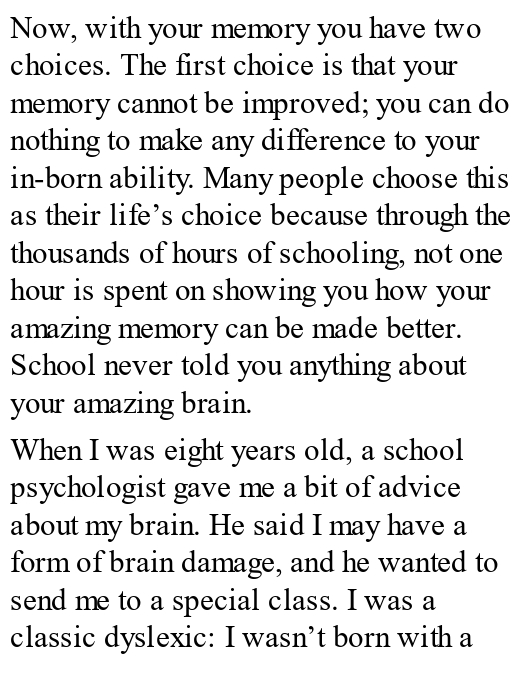 Now, with your memory you have two
choices. The first choice is that your
memory cannot be improved; you can do
nothing to make any difference to your
in-born ability. Many people choose this
as their life’s choice because through the
thousands of hours of schooling, not one
hour is spent on showing you how your
amazing memory can be made better.
School never told you anything about
your amazing brain.
When I was eight years old, a school
psychologist gave me a bit of advice
about my brain. He said I may have a
form of brain damage, and he wanted to
send me to a special class. I was a
classic dyslexic: I wasn’t born with a